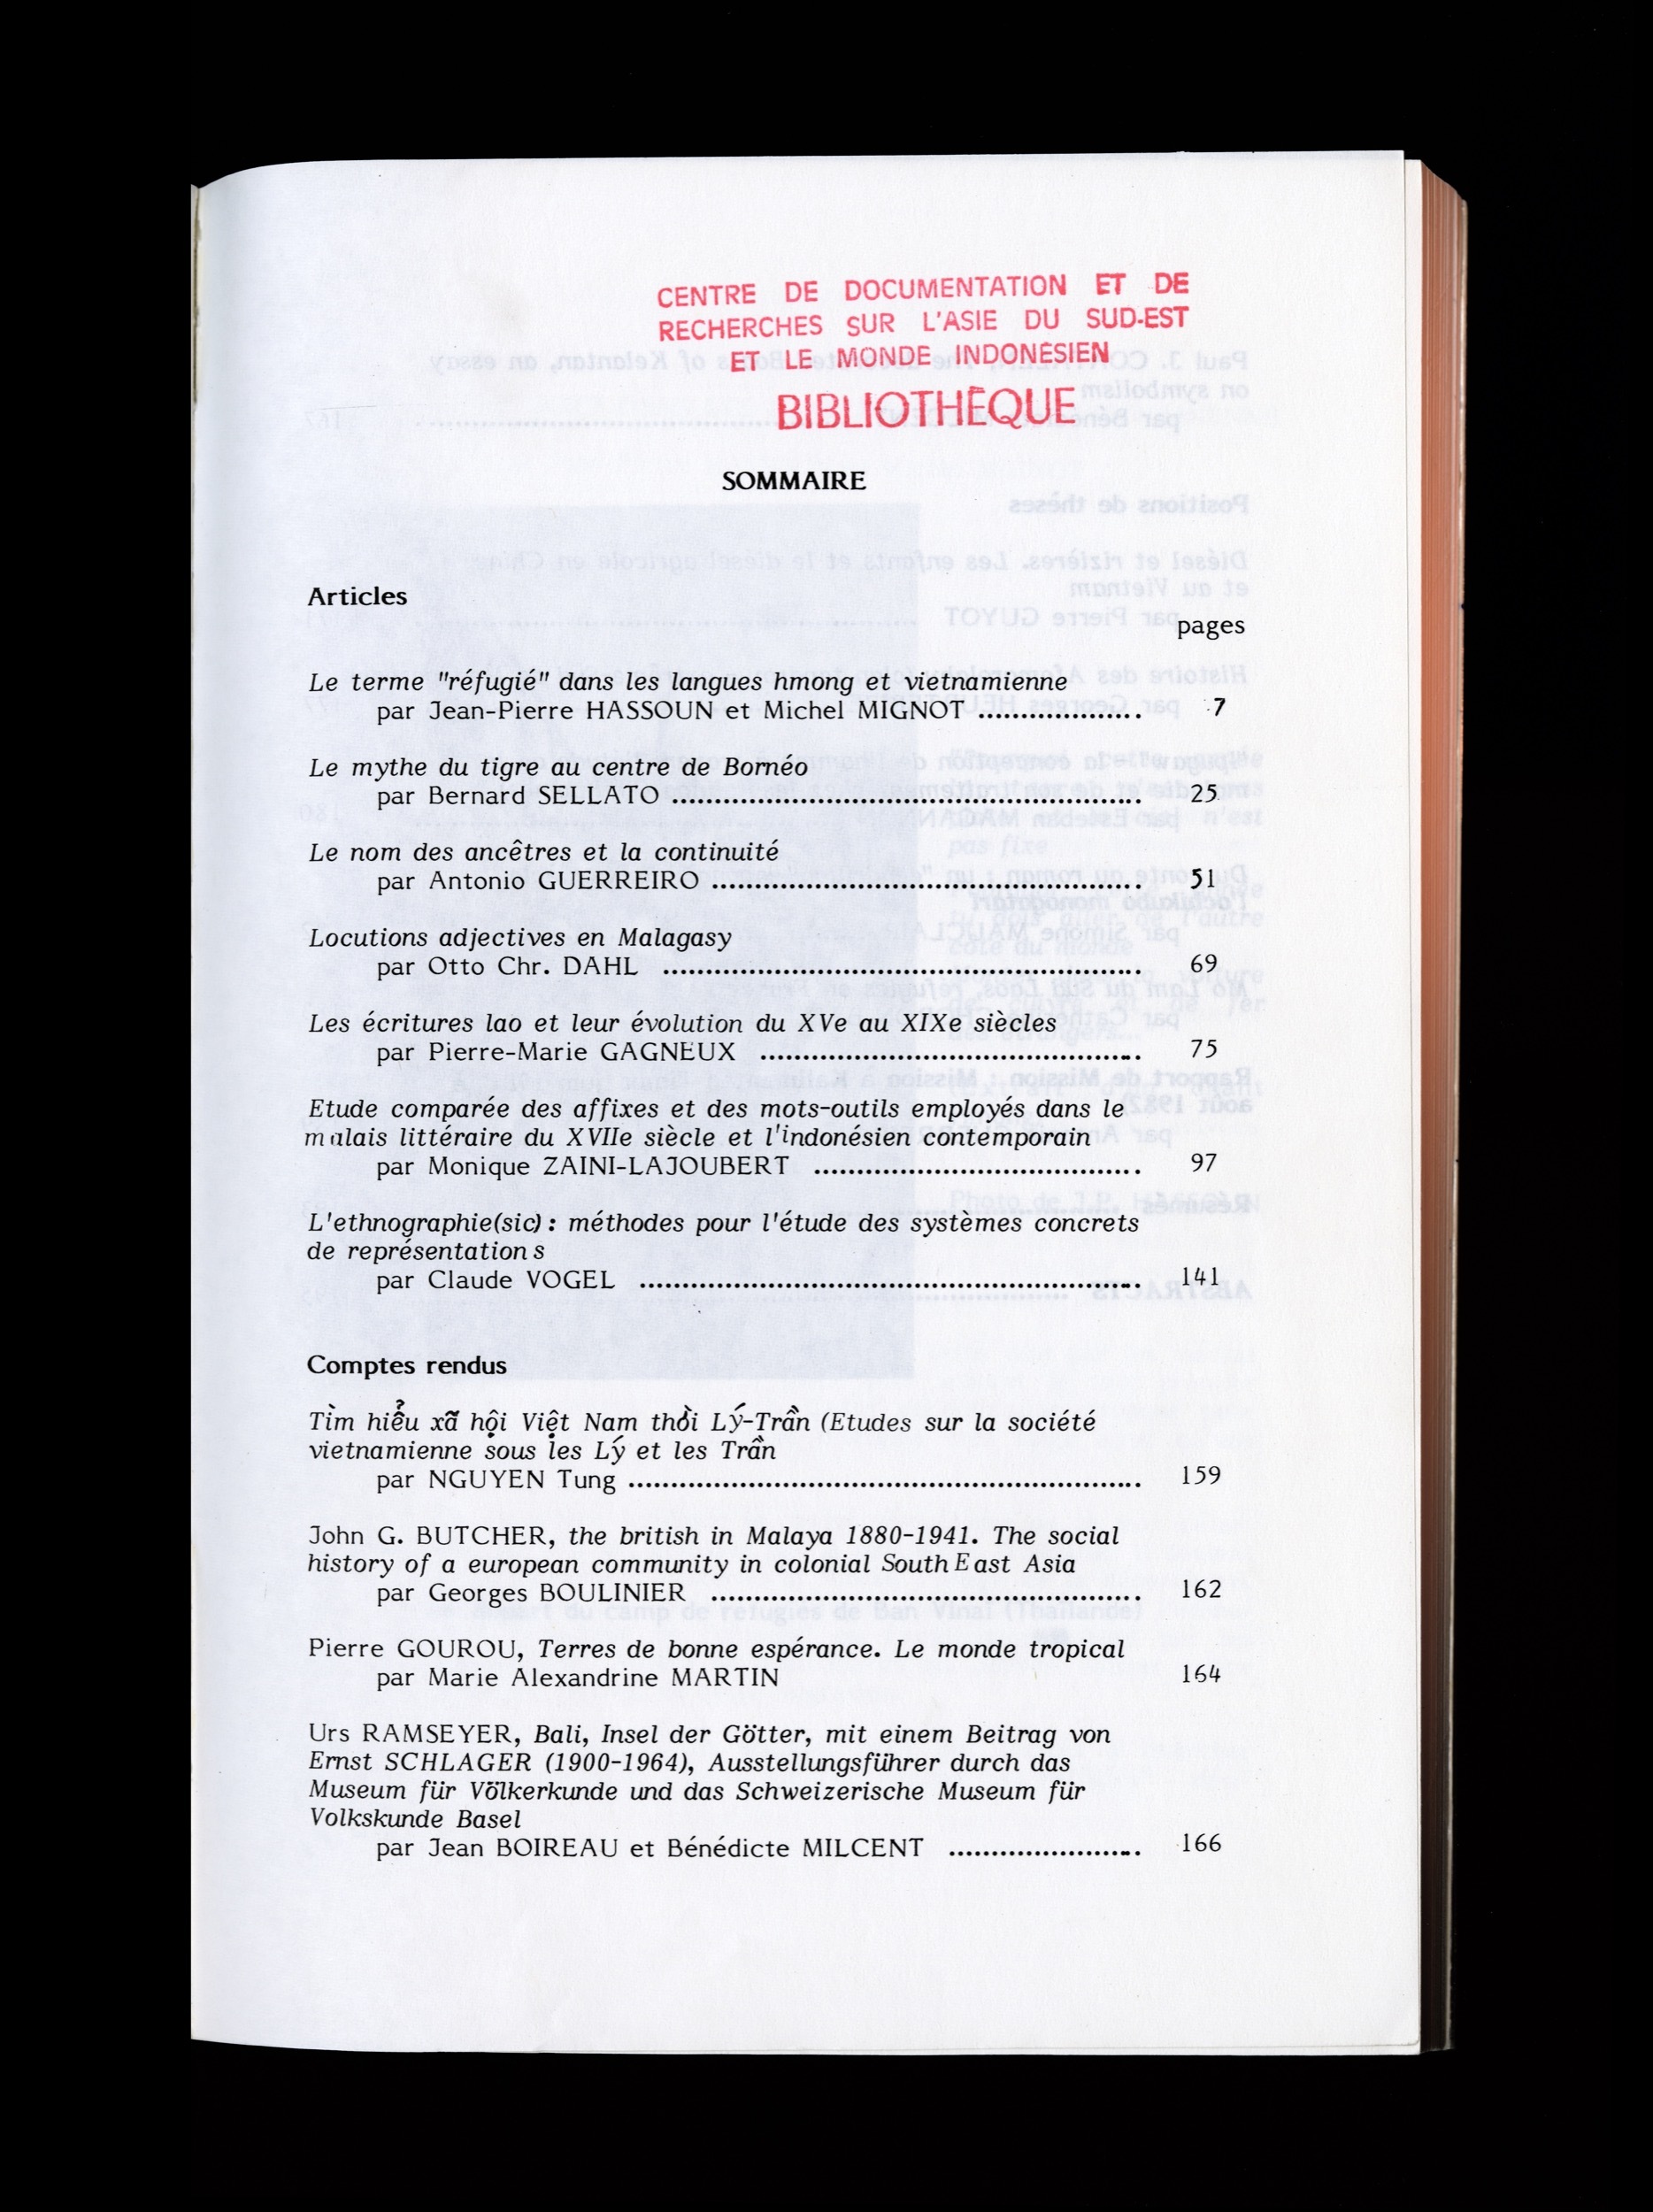 CENTRE DE DOCUMENTATION ET DE
RECHERCHES SUR L'ASIE DU SUD-EST
ET LE MONDE INDONÉSIEN
BIBLIOTHÈQUE
SOMMAIRE
Articles
pages
Le terme "réfugié" dans les langues hmong et vietnamienne
par Jean-Pierre HASSOUN et Michel MIGNOT ................... 7
Le mythe du tigre au centre de Bornéo
par Bernard SELLATO ....................................................... 25
Le nom des ancêtres et la continuité
par Antonio GUERREIRO .................................................. 51
Locutions adjectives en Malagasy
par Otto Chr. DAHL ........................................................ 69
Les écritures lao et leur évolution du XVe au XIXe siècles
par Pierre-Marie GAGNEUX ............................................. 75
Etude comparée des affixes et des mots-outils employés dans le
malais littéraire du XVIIe siècle et l'indonésien contemporain
par Monique ZAINI-LAJOUBERT ....................................... 97
L'ethnographie(sic) : méthodes pour l'étude des systèmes concrets
de représentations
par Claude VOGEL ........................................................... 141
Comptes rendus
Tìm hiểu xã hội Việt Nam thời Lý-Trần (Etudes sur la société
vietnamienne sous les Lý et les Trần
par NGUYEN Tung ............................................................ 159
John G. BUTCHER, the british in Malaya 1880-1941. The social
history of a european community in colonial South East Asia
par Georges BOULINIER .................................................. 162
Pierre GOUROU, Terres de bonne espérance. Le monde tropical
par Marie Alexandrine MARTIN 164
Urs RAMSEYER, Bali, Insel der Götter, mit einem Beitrag von
Ernst SCHLAGER (1900-1964), Ausstellungsführer durch das
Museum für Völkerkunde und das Schweizerische Museum für
Volkskunde Basel
par Jean BOIREAU et Bénédicte MILCENT ....................... 166